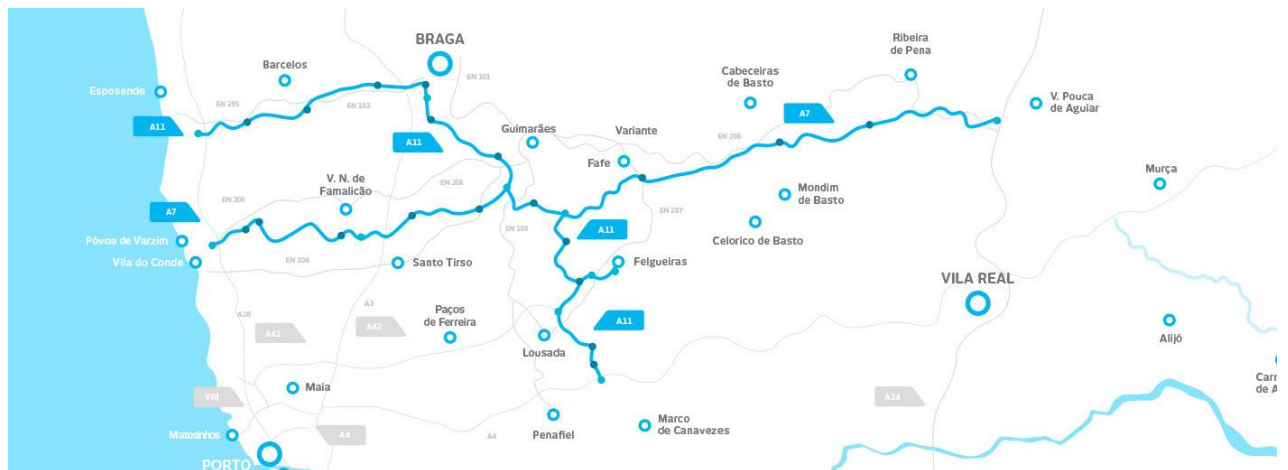 BRAGA
Ribeira
de Pena
Barcelos
Cabeceiras
de Basto
EN 101
Esposende
EN 205
EN 103
A7
V. Pouca
de Aguiar
A11
A11
Guimarães
Variante
EN 206
Fafe
Murça
V. N. de
Famalicão
EN 206
Mondim
de Basto
EN 206
A7
EN 207
EN 106
A11
Celorico de Basto
Póvoa de Varzim
Vila do Conde
EN 104
Santo Tirso
Felgueiras
VILA REAL
A3
Paços
de Ferreira
A28
A41
A42
A11
Lousada
Alijó
Maia
Carr
de A
VRI
A24
Penafiel
Marco
de Canavezes
Matosinhos
A4
A4
PORTO